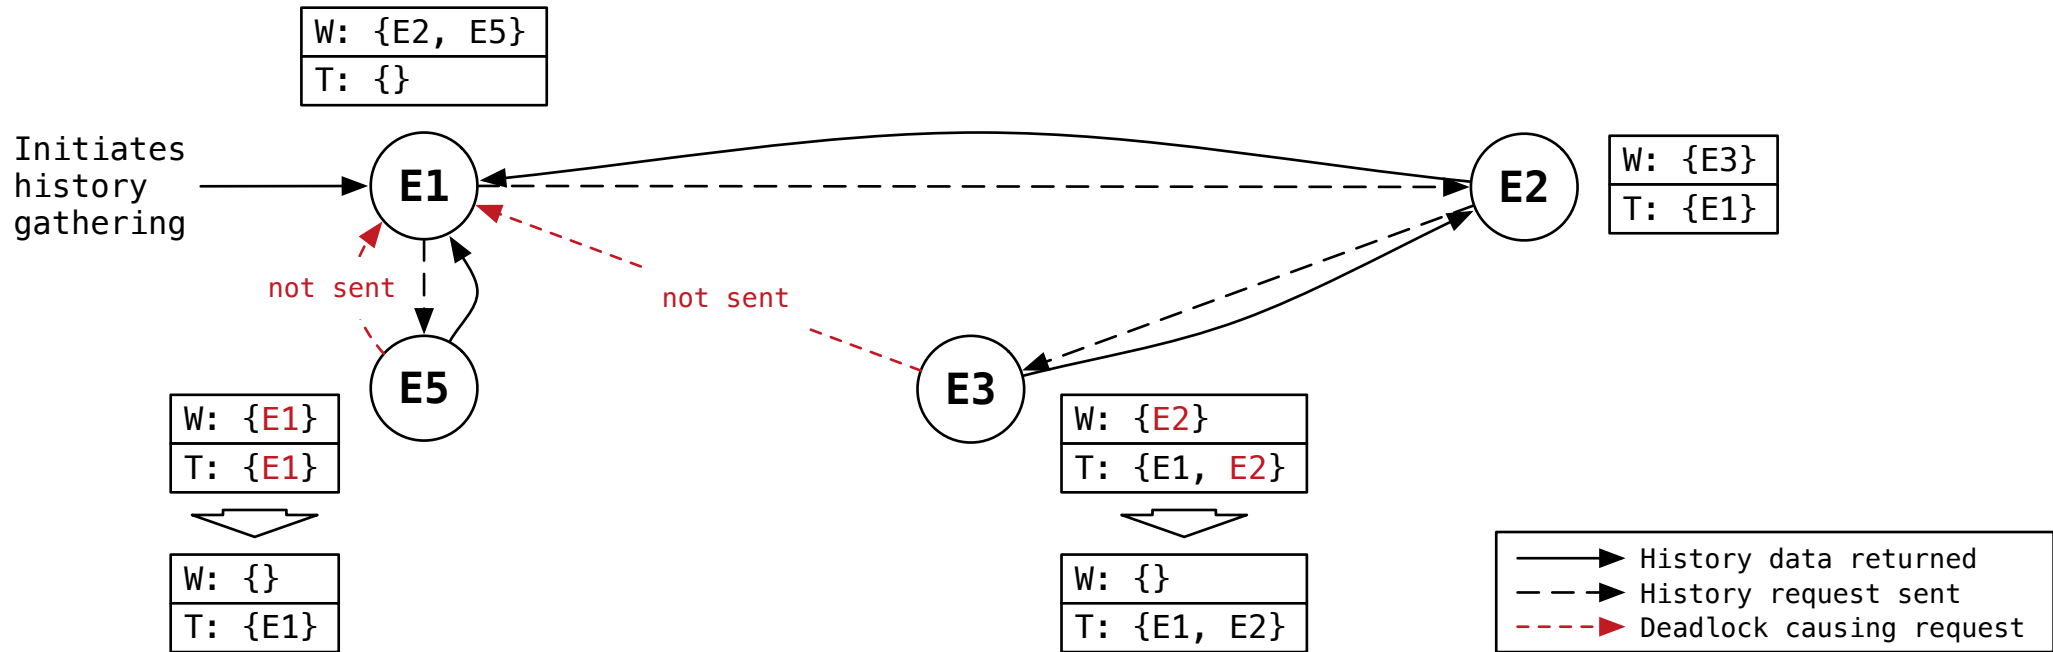 W: {E2, E5}
T: {}
Initiates
history
gathering
E1
E2
W: {E3}
T: {E1}
not sent
not sent
E5
E3
W: {E1}
T: {E1}
W: {E2}
T: {E1, E2}
W: {}
T: {E1}
W: {}
T: {E1, E2}
History data returned
History request sent
Deadlock causing request